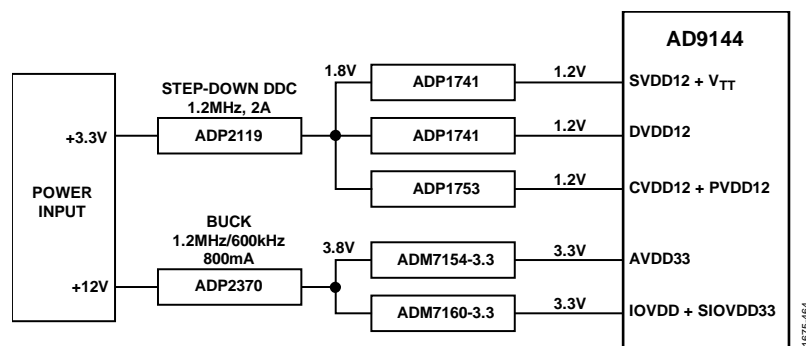 AD9144
POWER
INPUT
+3.3V
+12V
STEP-DOWN DDC
1.2MHz, 2A
ADP2119
1.8V
ADP1741
1.2V
SVDD12 + VTT
ADP1741
1.2V
DVDD12
ADP1753
1.2V
CVDD12 + PVDD12
BUCK
1.2MHz/600kHz
800mA
ADP2370
3.8V
ADM7154-3.3
3.3V
AVDD33
ADM7160-3.3
3.3V
IOVDD + SIOVDD33